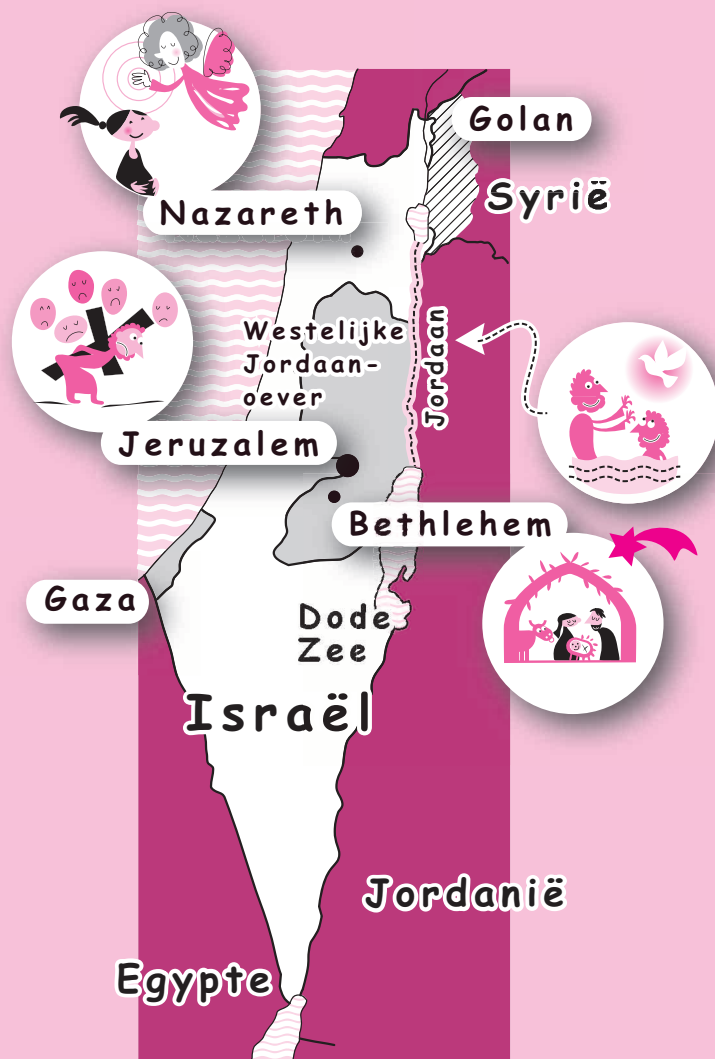 Golan
Syrië
Nazareth
Westelijke
Jordaan-
oever
Jordaan
Jeruzalem
Bethlehem
Gaza
Dode
Zee
Israël
Jordanië
Egypte